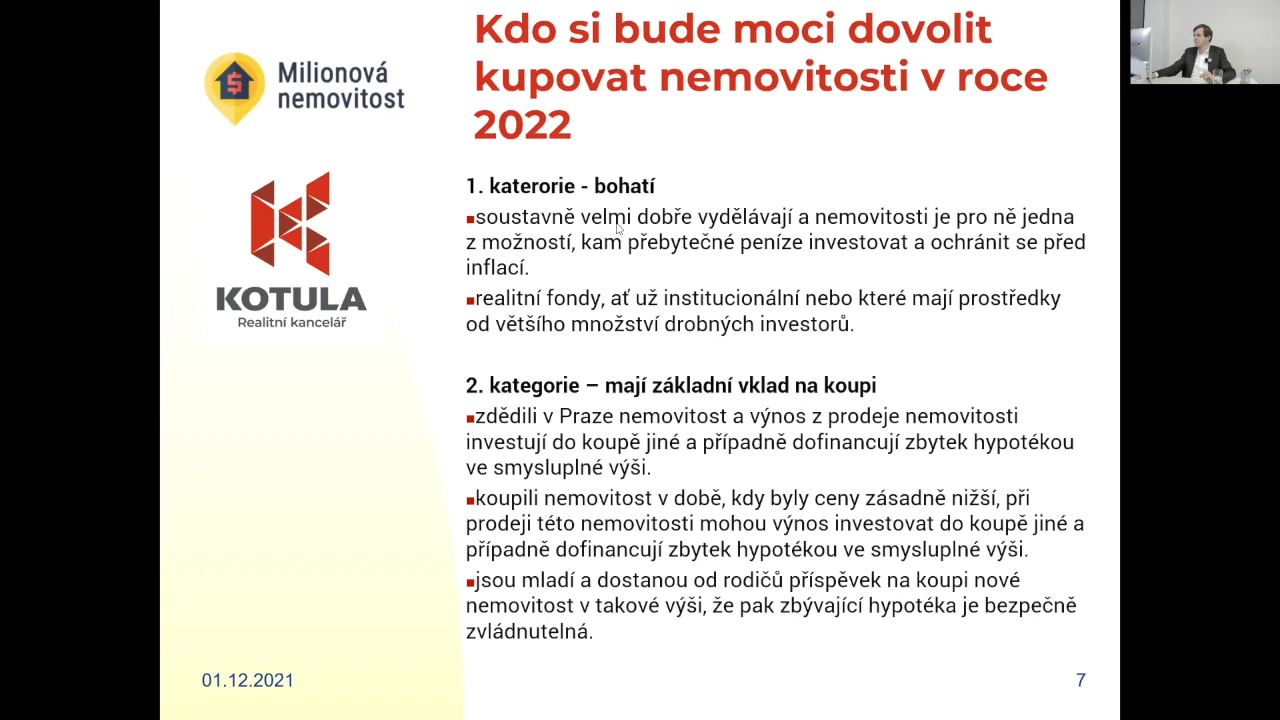 Milionová
nemovitost
KOTULA
Realitní kancelář
Kdo si bude moci dovolit
kupovat nemovitosti v roce
2022
1. katerorie - bohatí
▪soustavně velmi dobře vydělávají a nemovitosti je pro ně jedna
z možností, kam přebytečné peníze investovat a ochránit se před
inflací.
▪realitní fondy, ať už institucionální nebo které mají prostředky
od většího množství drobných investorů.
2. kategorie – mají základní vklad na koupi
▪zdědili v Praze nemovitost a výnos z prodeje nemovitosti
investují do koupě jiné a případně dofinancují zbytek hypotékou
ve smysluplné výši.
▪koupili nemovitost v době, kdy byly ceny zásadně nižší, při
prodeji této nemovitosti mohou výnos investovat do koupě jiné a
případně dofinancují zbytek hypotékou ve smysluplné výši.
▪jsou mladí a dostanou od rodičů příspěvek na koupi nové
nemovitost v takové výši, že pak zbývající hypotéka je bezpečně
zvládnutelná.
01.12.2021
7